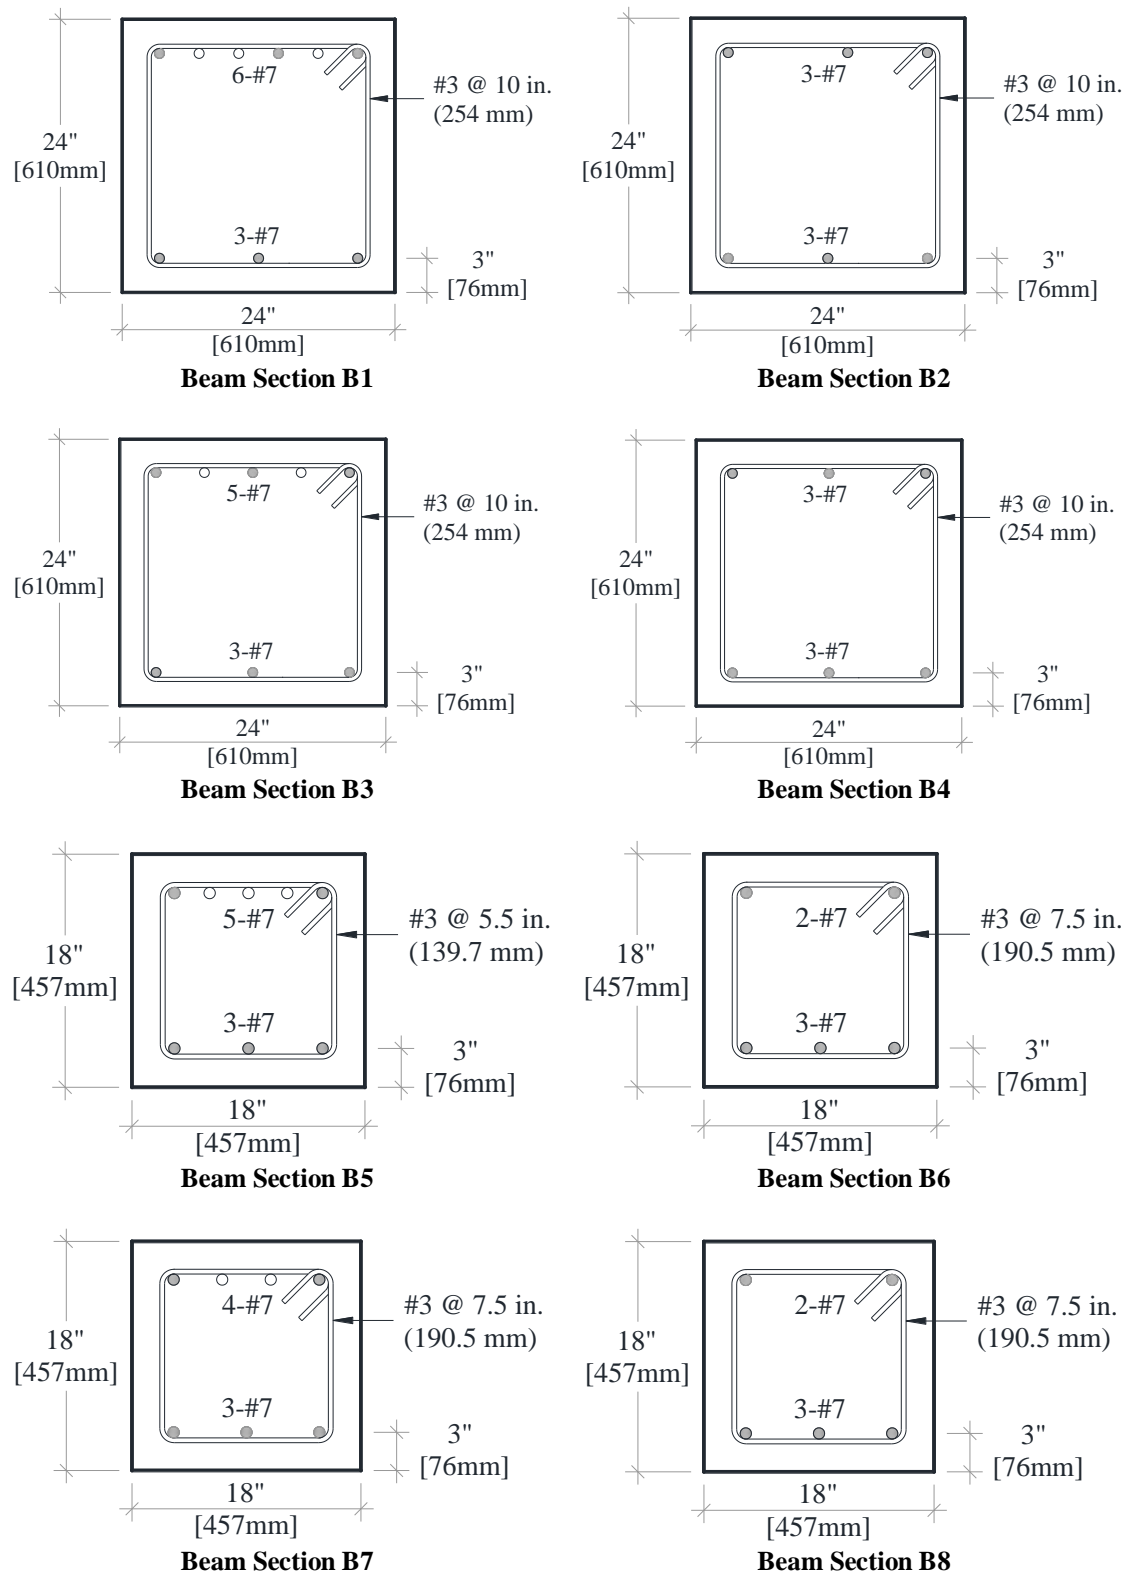 6-#7
#3 @ 10 in.
(254 mm)
24"
[610mm]
3-#7
3"
[76mm]
24"
[610mm]
Beam Section B1
3-#7
#3 @ 10 in.
(254 mm)
24"
[610mm]
3-#7
3"
[76mm]
24"
[610mm]
Beam Section B2
5-#7
#3 @ 10 in.
(254 mm)
24"
[610mm]
3-#7
3"
[76mm]
24"
[610mm]
Beam Section B3
3-#7
#3 @ 10 in.
(254 mm)
24"
[610mm]
3-#7
3"
[76mm]
24"
[610mm]
Beam Section B4
5-#7
#3 @ 5.5 in.
(139.7 mm)
18"
[457mm]
3-#7
3"
[76mm]
18"
[457mm]
Beam Section B5
2-#7
#3 @ 7.5 in.
(190.5 mm)
18"
[457mm]
3-#7
3"
[76mm]
18"
[457mm]
Beam Section B6
4-#7
#3 @ 7.5 in.
(190.5 mm)
18"
[457mm]
3-#7
3"
[76mm]
18"
[457mm]
Beam Section B7
2-#7
#3 @ 7.5 in.
(190.5 mm)
18"
[457mm]
3-#7
3"
[76mm]
18"
[457mm]
Beam Section B8